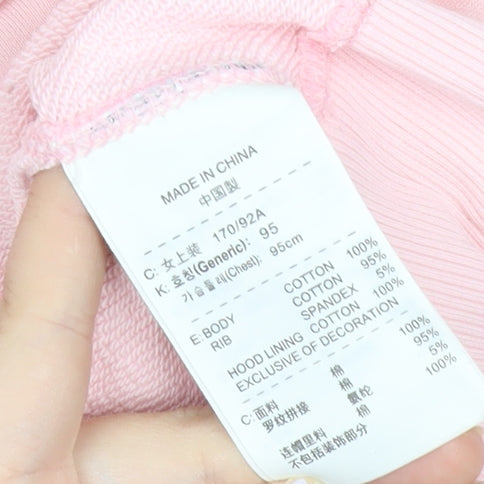 MADE IN CHINA
中国製
C: 女上装 170/92A
K: 호칭(Generic): 95
가슴둘레(Chest): 95cm
E: BODY COTTON 100%
RIB COTTON 95%
SPANDEX 5%
HOOD LINING COTTON 100%
EXCLUSIVE OF DECORATION
C: 面料 棉 100%
罗纹拼接 棉 95%
氨纶 5%
连帽里料 棉 100%
不包括装饰部分